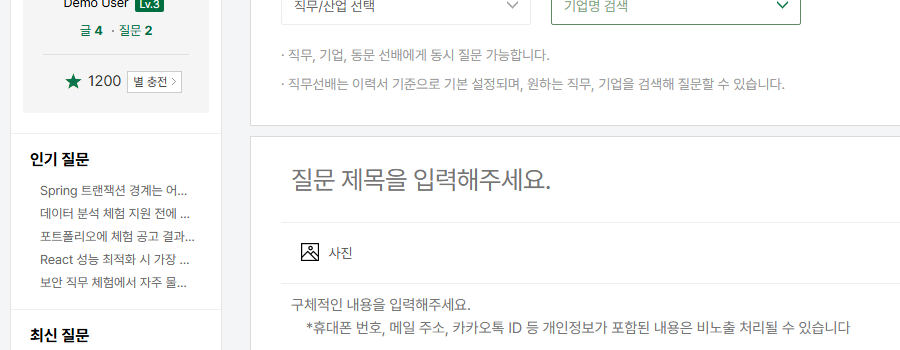 Demo User Lv.3
글 4 · 질문 2
★ 1200 별 충전 >
인기 질문
Spring 트랜잭션 경계는 어...
데이터 분석 체험 지원 전에 ...
포트폴리오에 체험 공고 결과...
React 성능 최적화 시 가장 ...
보안 직무 체험에서 자주 물...
최신 질문
직무/산업 선택
기업명 검색
· 직무, 기업, 동문 선배에게 동시 질문 가능합니다.
· 직무선배는 이력서 기준으로 기본 설정되며, 원하는 직무, 기업을 검색해 질문할 수 있습니다.
질문 제목을 입력해주세요.
사진
구체적인 내용을 입력해주세요.
*휴대폰 번호, 메일 주소, 카카오톡 ID 등 개인정보가 포함된 내용은 비노출 처리될 수 있습니다